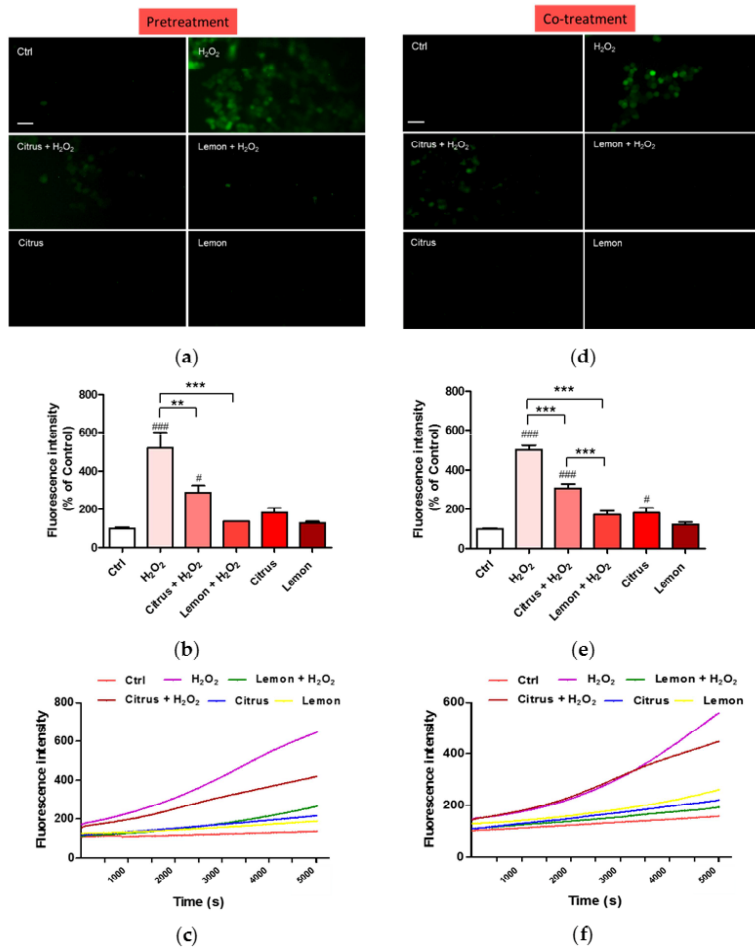 Pretreatment
Ctrl
H₂O₂
Citrus + H₂O₂
Lemon + H₂O₂
Citrus
Lemon
(a)
Co-treatment
Ctrl
H₂O₂
Citrus + H₂O₂
Lemon + H₂O₂
Citrus
Lemon
(d)
Fluorescence intensity
(% of Control)
800
600
400
200
0
***
**
###
#
Ctrl
H₂O₂
Citrus + H₂O₂
Lemon + H₂O₂
Citrus
Lemon
(b)
Fluorescence intensity
(% of Control)
800
600
400
200
0
***
***
***
###
###
#
Ctrl
H₂O₂
Citrus + H₂O₂
Lemon + H₂O₂
Citrus
Lemon
(e)
Ctrl H₂O₂ Lemon + H₂O₂
Citrus + H₂O₂ Citrus Lemon
Fluorescence intensity
800
600
400
200
0
1000 2000 3000 4000 5000
Time (s)
(c)
Ctrl H₂O₂ Lemon + H₂O₂
Citrus + H₂O₂ Citrus Lemon
Fluorescence intensity
600
400
200
0
1000 2000 3000 4000 5000
Time (s)
(f)